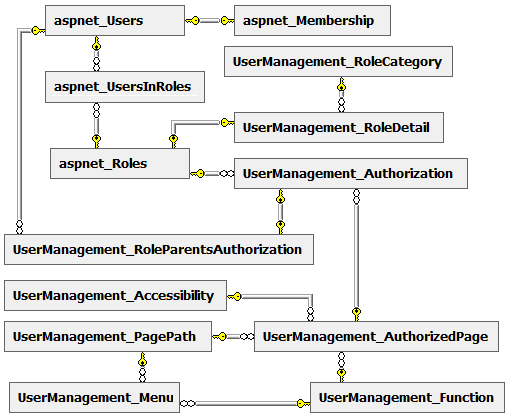 aspnet_Users
aspnet_Membership
UserManagement_RoleCategory
aspnet_UsersInRoles
UserManagement_RoleDetail
aspnet_Roles
UserManagement_Authorization
UserManagement_RoleParentsAuthorization
UserManagement_Accessibility
UserManagement_PagePath
UserManagement_AuthorizedPage
UserManagement_Menu
UserManagement_Function